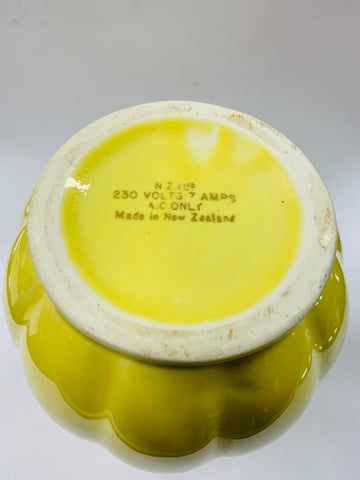 N.Z.I. LTD
230 VOLTS 7 AMPS
A.C ONLY
Made in New Zealand